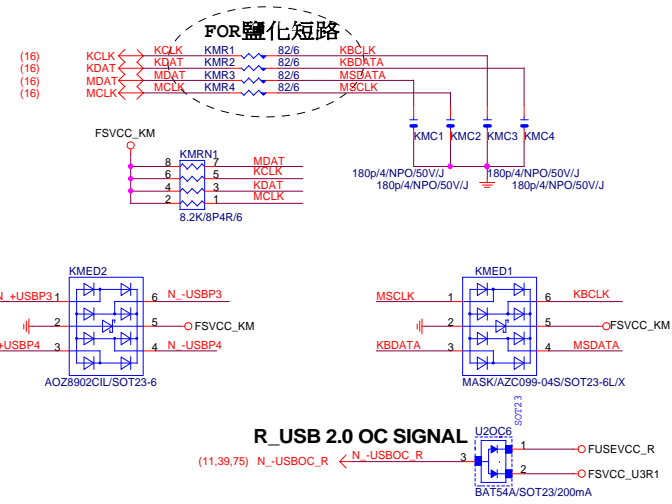 FOR鹽化短路
(16) KCLK KCLK KMR1 82/6 KBCLK
(16) KDAT KDAT KMR2 82/6 KBDATA
(16) MDAT MDAT KMR3 82/6 MSDATA
(16) MCLK MCLK KMR4 82/6 MSCLK
KMC1 KMC2 KMC3 KMC4
FSVCC_KM
KMRN1
8 7 MDAT
6 5 KCLK
4 3 KDAT
2 1 MCLK
8.2K/8P4R/6
180p/4/NPO/50V/J 180p/4/NPO/50V/J
180p/4/NPO/50V/J 180p/4/NPO/50V/J
KMED2
N_+USBP3 1 6 N_-USBP3
2 5 FSVCC_KM
+USBP4 3 4 N_-USBP4
AOZ8902CIL/SOT23-6
KMED1
MSCLK 1 6 KBCLK
2 5 FSVCC_KM
KBDATA 3 4 MSDATA
MASK/AZC099-04S/SOT23-6L/X
SOT23
R_USB 2.0 OC SIGNAL
U2OC6
(11,39,75) N_-USBOC_R N_-USBOC_R 3
1 FUSEVCC_R
2 FSVCC_U3R1
BAT54A/SOT23/200mA